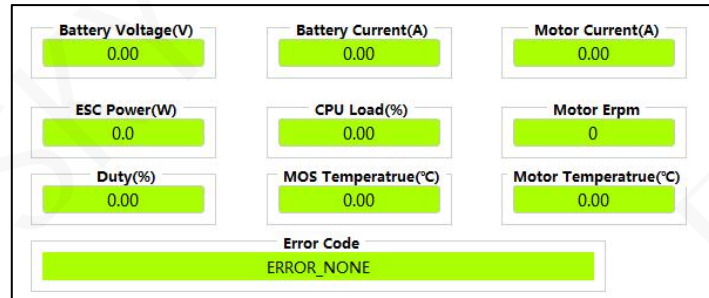 Battery Voltage(V) Battery Current(A) Motor Current(A)
0.00 0.00 0.00
ESC Power(W) CPU Load(%) Motor Erpm
0.0 0.00 0
Duty(%) MOS Temperatrue(℃) Motor Temperatrue(℃)
0.00 0.00 0.00
Error Code
ERROR_NONE